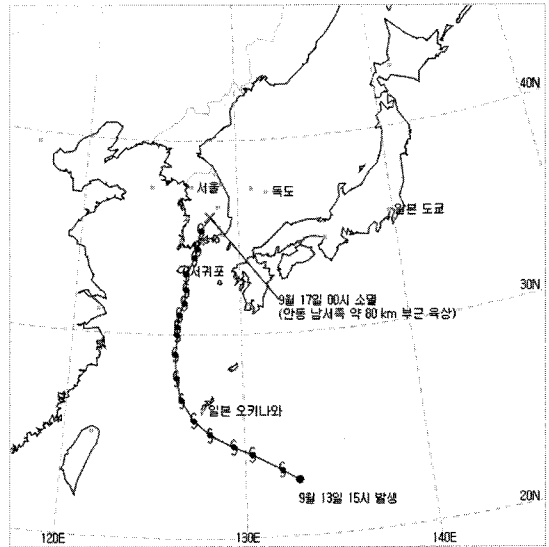 40N
서울
독도
일본 도쿄
서귀포
9월 17일 00시 소멸
(안동 남서쪽 약 80 km 부근 육상)
30N
일본 오키나와
9월 13일 15시 발생
20N
120E
130E
140E